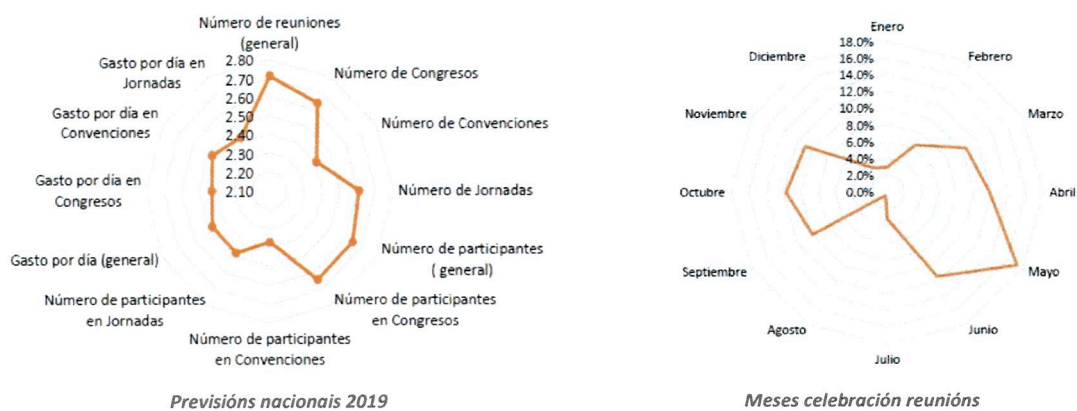 Número de reuniones
(general)
Número de Congresos
Número de Convenciones
Número de Jornadas
Número de participantes
( general)
Número de participantes
en Congresos
Número de participantes
en Convenciones
Número de participantes
en Jornadas
Gasto por día (general)
Gasto por día en
Congresos
Gasto por día en
Convenciones
Gasto por día en
Jornadas
2.80
2.70
2.60
2.50
2.40
2.30
2.20
2.10
Previsións nacionais 2019
Enero
Febrero
Marzo
Abril
Mayo
Junio
Julio
Agosto
Septiembre
Octubre
Noviembre
Diciembre
18.0%
16.0%
14.0%
12.0%
10.0%
8.0%
6.0%
4.0%
2.0%
0.0%
Meses celebración reunións